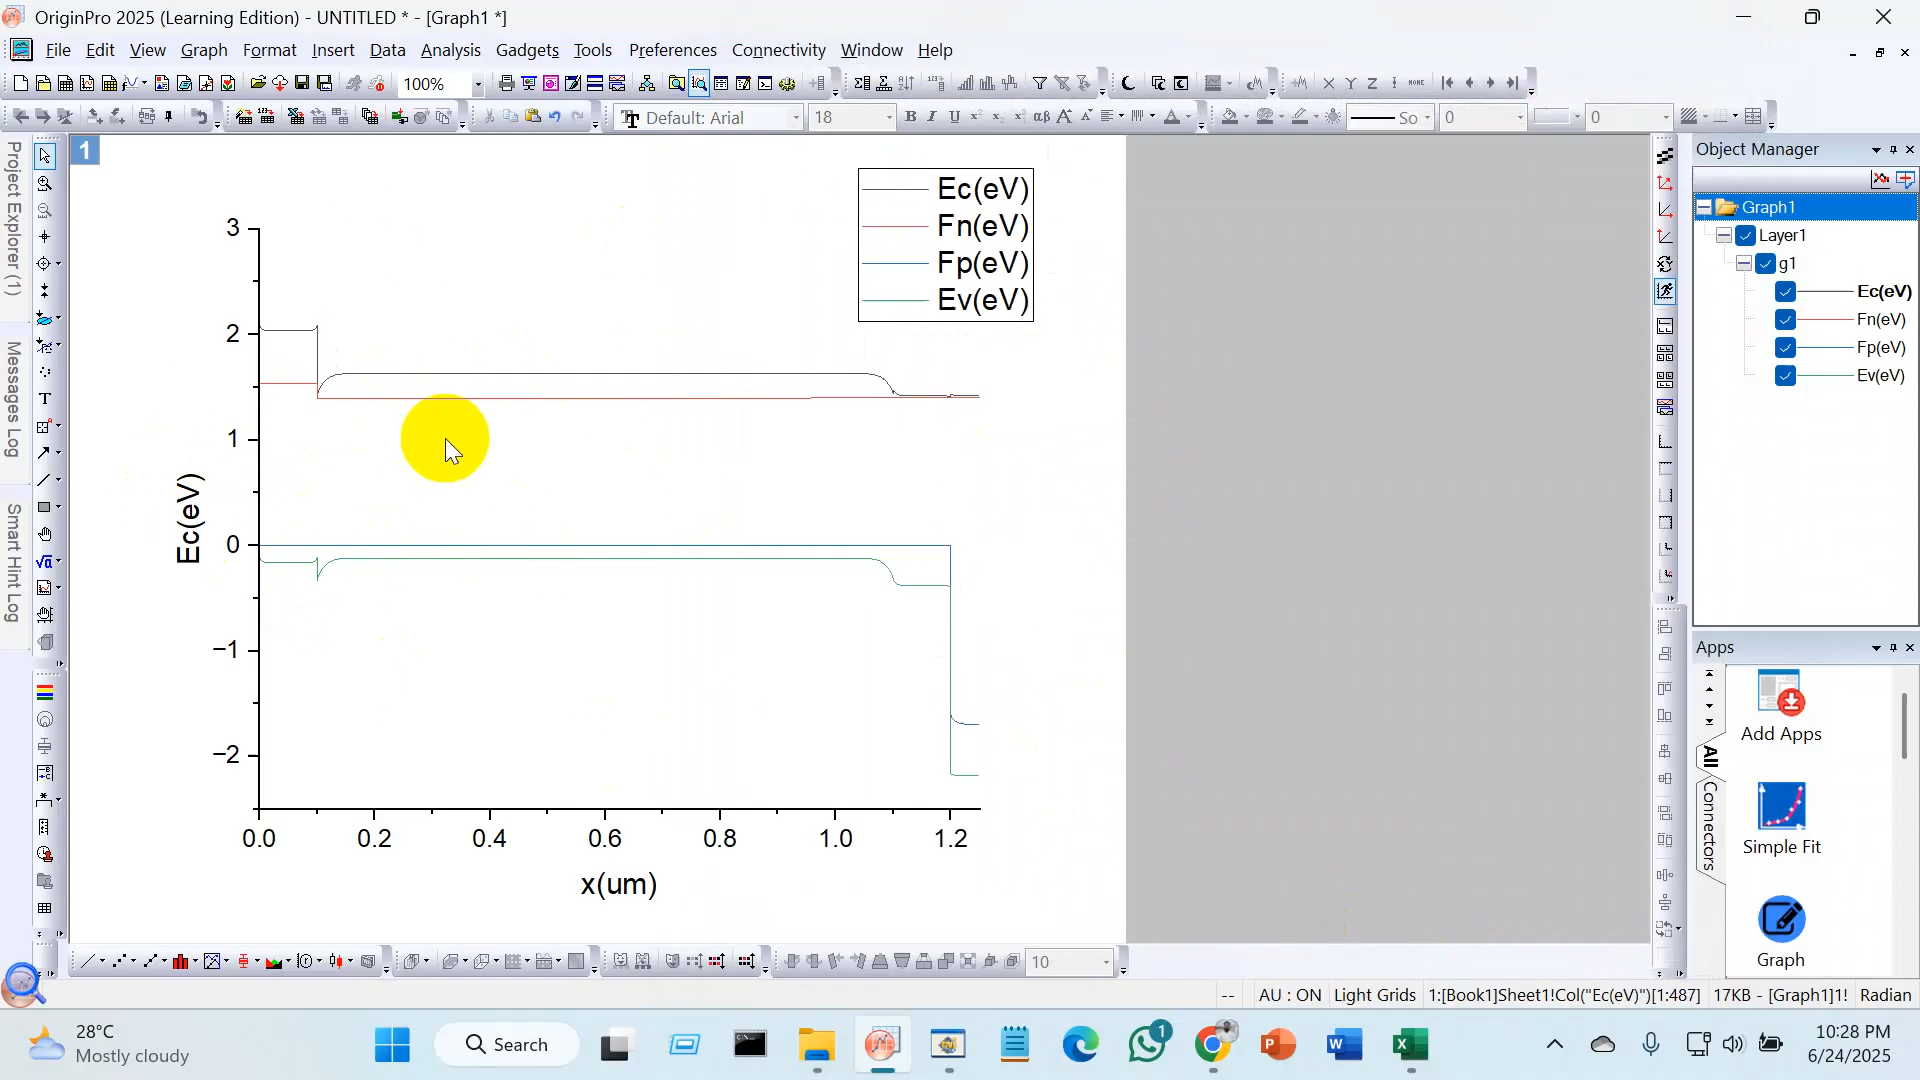 OriginPro 2025 (Learning Edition) - UNTITLED * - [Graph1 *]
File Edit View Graph Format Insert Data Analysis Gadgets Tools Preferences Connectivity Window Help
100%
Default: Arial 18 B I U So 0 0
Project Explorer (1)
Messages Log
Smart Hint Log
1
Ec(eV)
Fn(eV)
Fp(eV)
Ev(eV)
3
2
1
0
−1
−2
Ec(eV)
0.0 0.2 0.4 0.6 0.8 1.0 1.2
x(um)
Object Manager
Graph1
Layer1
g1
Ec(eV)
Fn(eV)
Fp(eV)
Ev(eV)
Apps
All
Connectors
Add Apps
Simple Fit
Graph
10
-- AU : ON Light Grids 1:[Book1]Sheet1!Col("Ec(eV)")[1:487] 17KB - [Graph1]1! Radian
28°C
Mostly cloudy
Search
1
10:28 PM
6/24/2025